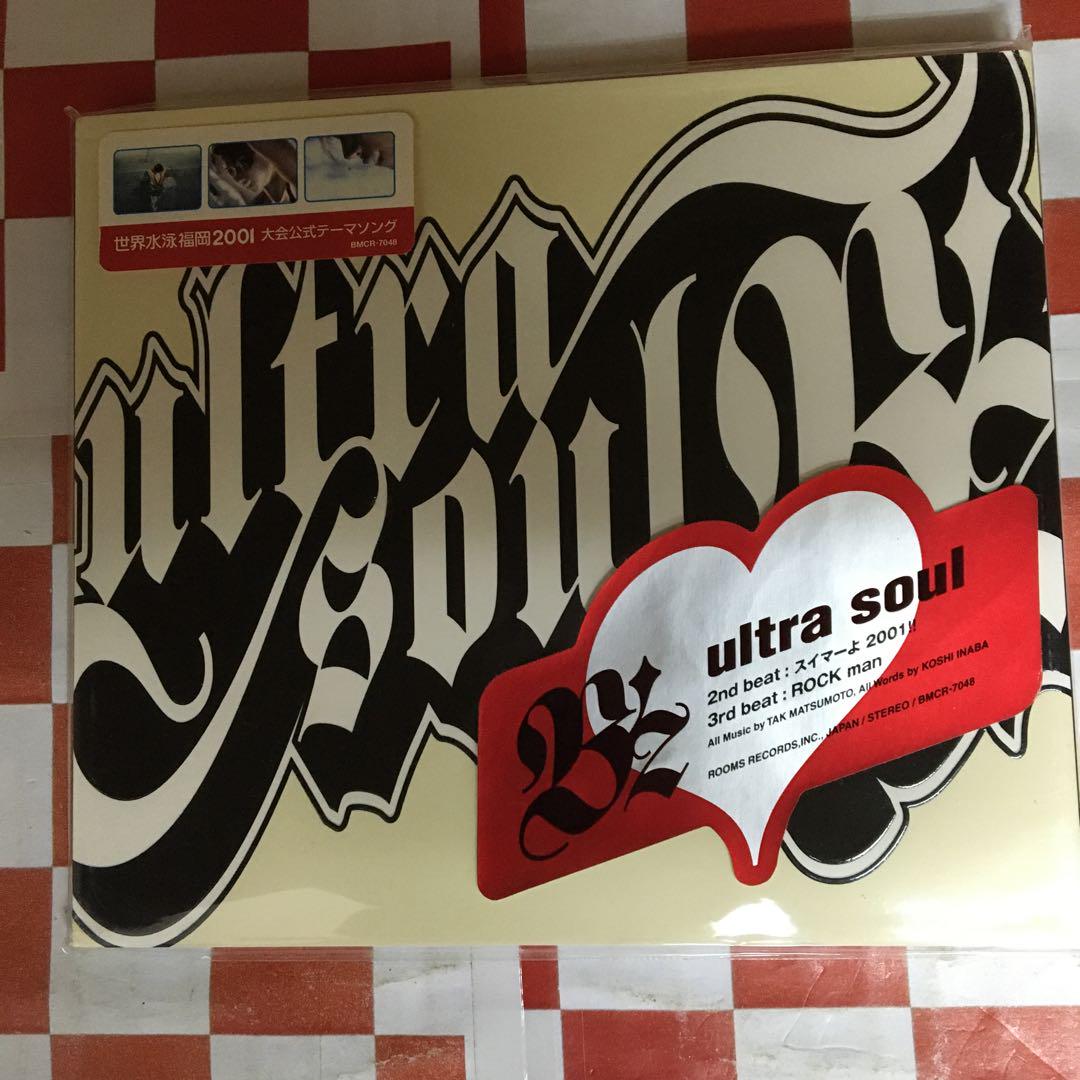 世界水泳福岡2001 大会公式テーマソング
BMCR-7048
ultra
soul
B'z
ultra soul
2nd beat : スイマーよ 2001!!
3rd beat : ROCK man
All Music by TAK MATSUMOTO. All Words by KOSHI INABA
ROOMS RECORDS,INC., JAPAN / STEREO / BMCR-7048
B'z